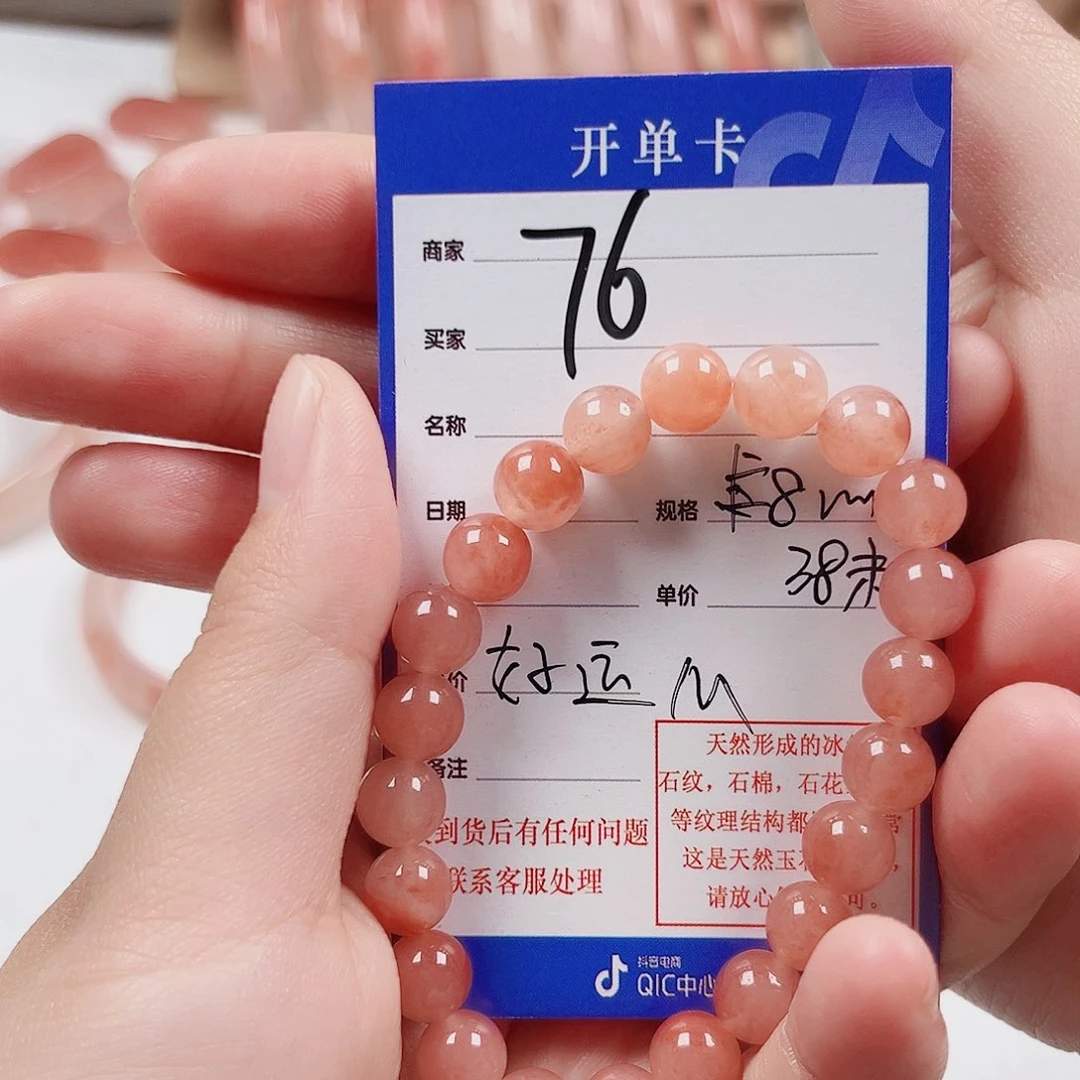 开单卡
商家 76
买家
名称
日期 规格 8m
单价 38
价 好运
备注
到货后有任何问题
联系客服处理
天然形成的冰
石纹，石棉，石花
等纹理结构都 常
这是天然玉
请放心 可。
抖音电商
QIC中心